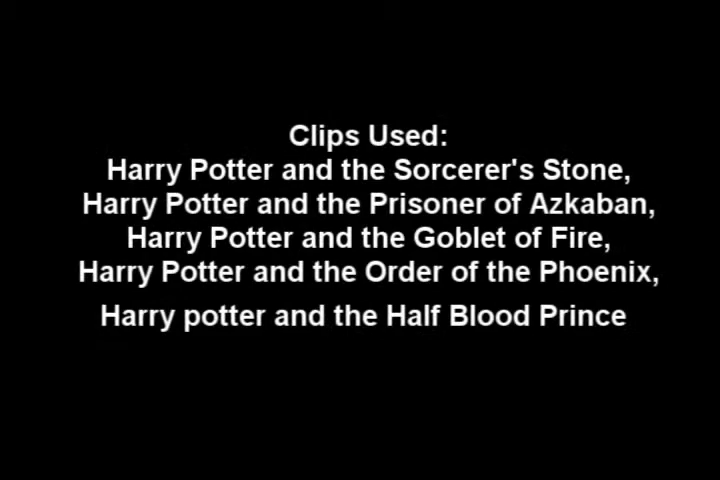 Clips Used:
Harry Potter and the Sorcerer's Stone,
Harry Potter and the Prisoner of Azkaban,
Harry Potter and the Goblet of Fire,
Harry Potter and the Order of the Phoenix,
Harry potter and the Half Blood Prince